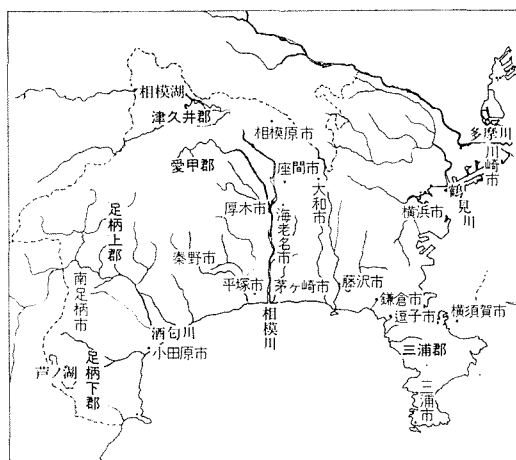 相模湖
津久井郡
相模原市
多摩川
川崎市
愛甲郡
座間市
大和市
鶴見川
横浜市
厚木市
海老名市
足柄上郡
秦野市
南足柄市
平塚市
茅ヶ崎市
藤沢市
鎌倉市
逗子市
横須賀市
酒匂川
相模川
小田原市
三浦郡
芦ノ湖
足柄下郡
三浦市